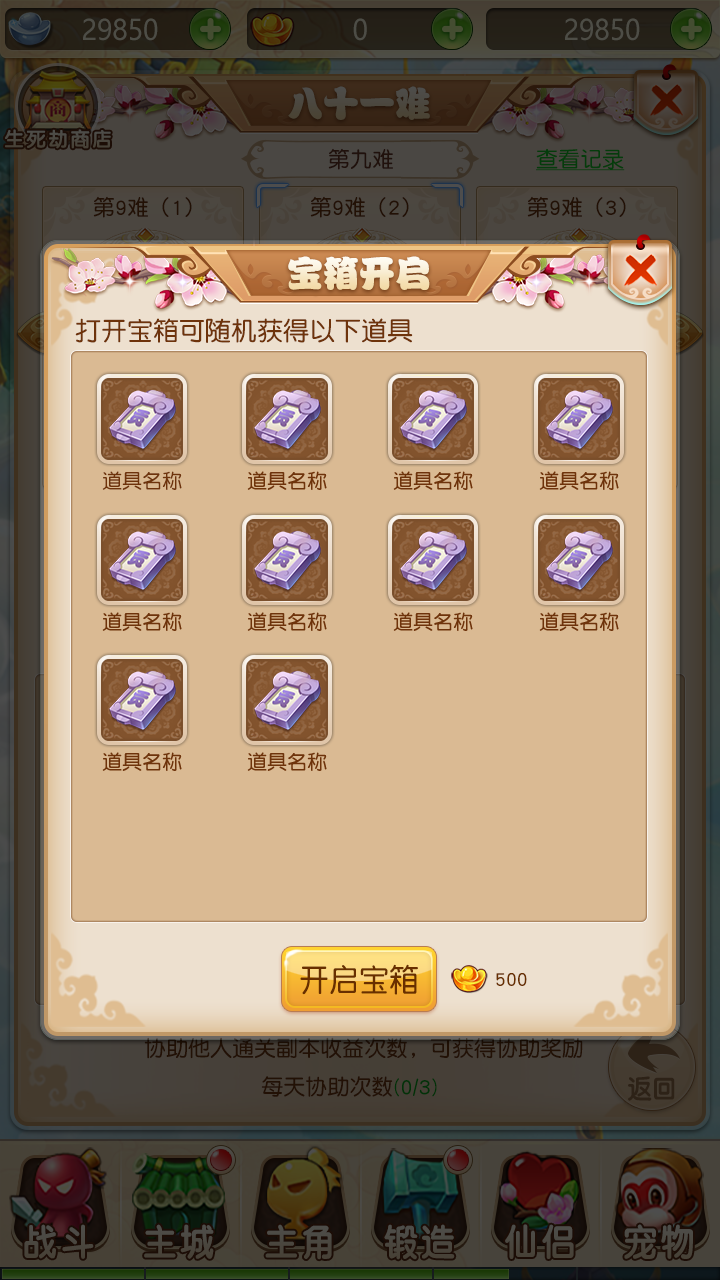 29850 0 29850
八十一难
生死劫商店
第九难 查看记录
第9难（1） 第9难（2） 第9难（3）
宝箱开启
打开宝箱可随机获得以下道具
道具名称 道具名称 道具名称 道具名称
道具名称 道具名称 道具名称 道具名称
道具名称 道具名称
开启宝箱 500
协助他人通关副本收益次数，可获得协助奖励
每天协助次数(0/3)
返回
战斗 主城 主角 锻造 仙侣 宠物